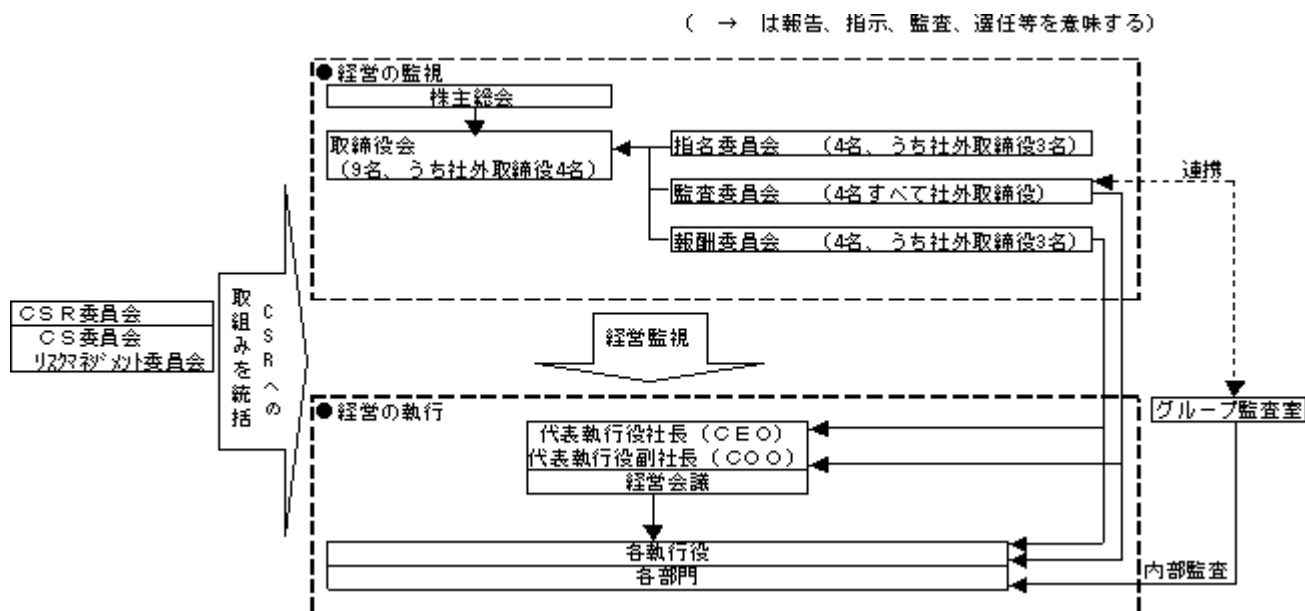 （ → は報告、指示、監査、選任等を意味する）
●経営の監視
株主総会
取締役会
（9名、うち社外取締役4名）
指名委員会 （4名、うち社外取締役3名）
監査委員会 （4名すべて社外取締役）
報酬委員会 （4名、うち社外取締役3名）
連携
ＣＳＲ委員会
ＣＳ委員会
ﾘｽｸﾏﾈｼﾞﾒﾝﾄ委員会
ＣＳＲへの
取組みを統括
経営監視
●経営の執行
代表執行役社長（ＣＥＯ）
代表執行役副社長（ＣＯＯ）
経営会議
グループ監査室
各執行役
各部門
内部監査